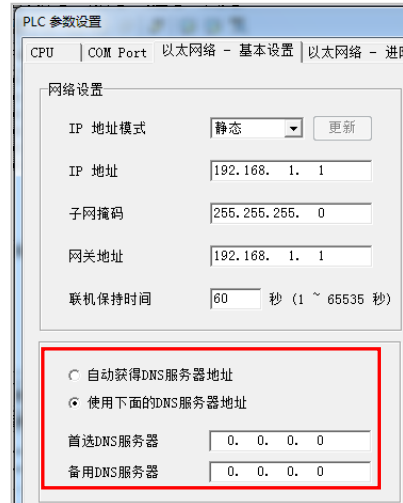 PLC 参数设置
CPU COM Port 以太网络 - 基本设置 以太网络 - 进
网络设置
IP 地址模式 静态 更新
IP 地址 192.168. 1. 1
子网掩码 255.255.255. 0
网关地址 192.168. 1. 1
联机保持时间 60 秒 (1 ~ 65535 秒)
自动获得DNS服务器地址
使用下面的DNS服务器地址
首选DNS服务器 0. 0. 0. 0
备用DNS服务器 0. 0. 0. 0